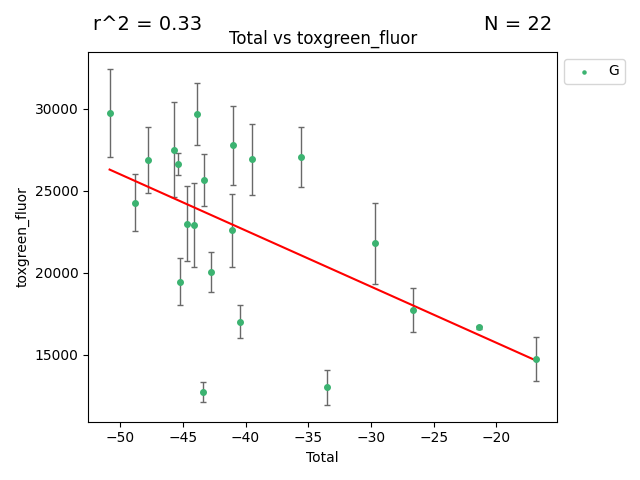 r^2 = 0.33
N = 22
Total vs toxgreen_fluor
G
30000
25000
20000
15000
toxgreen_fluor
−50
−45
−40
−35
−30
−25
−20
Total